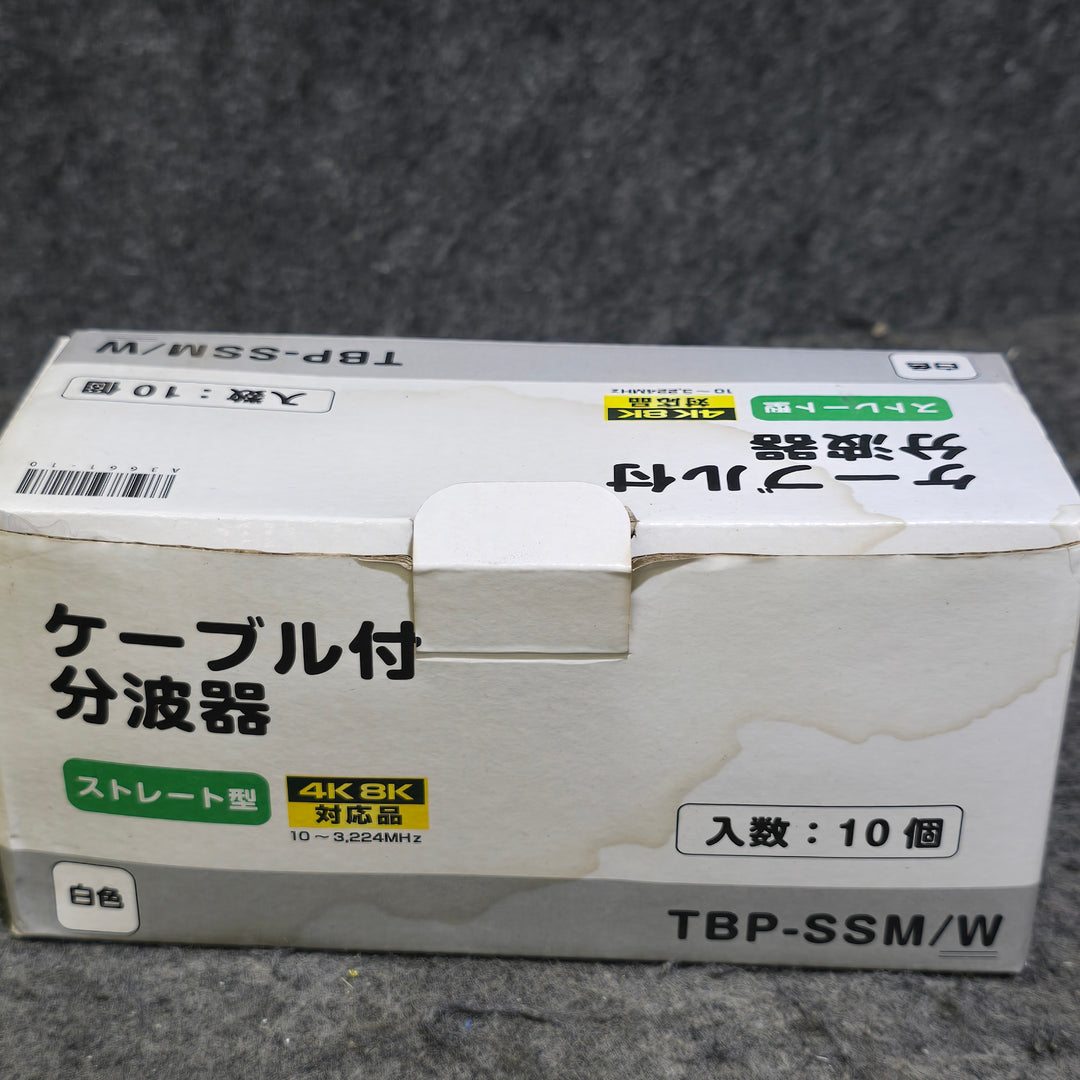 TBP-SSM/W
白色
入数：10個
10～3,224MHz
4K 8K
対応品
ストレート型
ケーブル付
分波器
A3661-10
ケーブル付
分波器
ストレート型
4K 8K
対応品
10～3,224MHz
入数：10個
白色
TBP-SSM/W